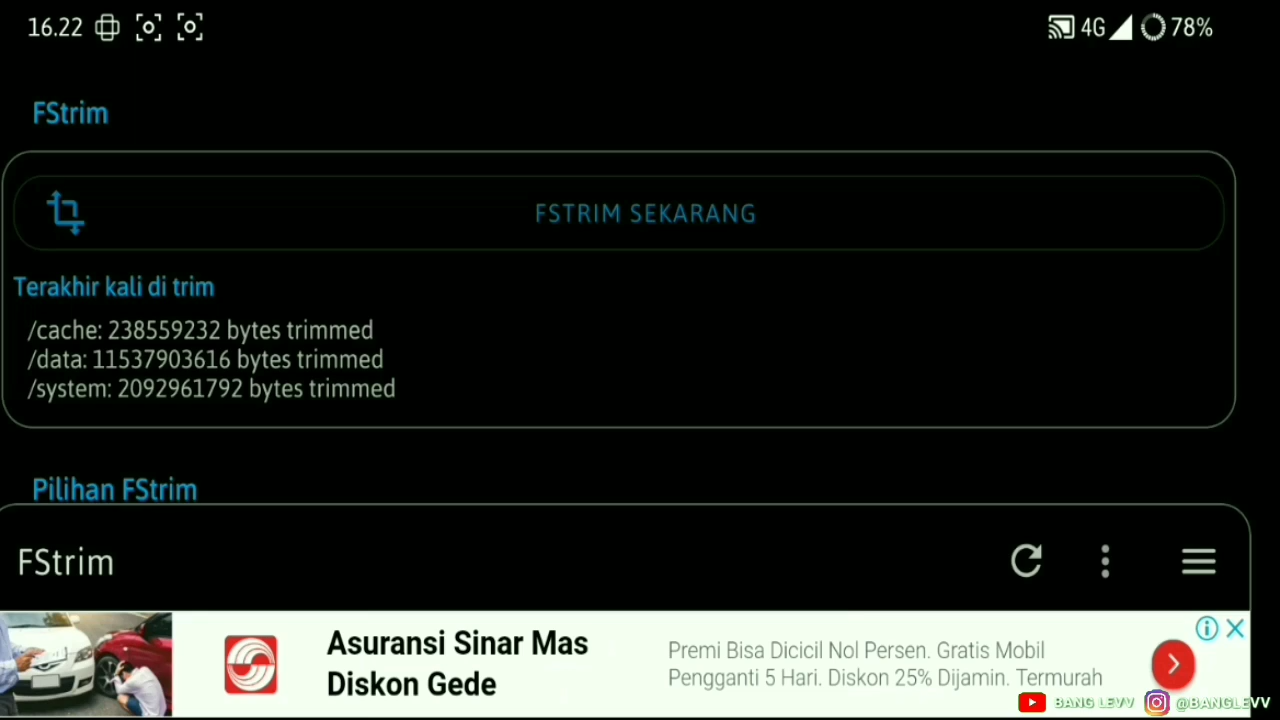 16.22
4G 78%
FStrim
FSTRIM SEKARANG
Terakhir kali di trim
/cache: 238559232 bytes trimmed
/data: 11537903616 bytes trimmed
/system: 2092961792 bytes trimmed
Pilihan FStrim
FStrim
Asuransi Sinar Mas
Diskon Gede
Premi Bisa Dicicil Nol Persen. Gratis Mobil
Pengganti 5 Hari. Diskon 25% Dijamin. Termurah
BANG LEVV @BANGLEVV